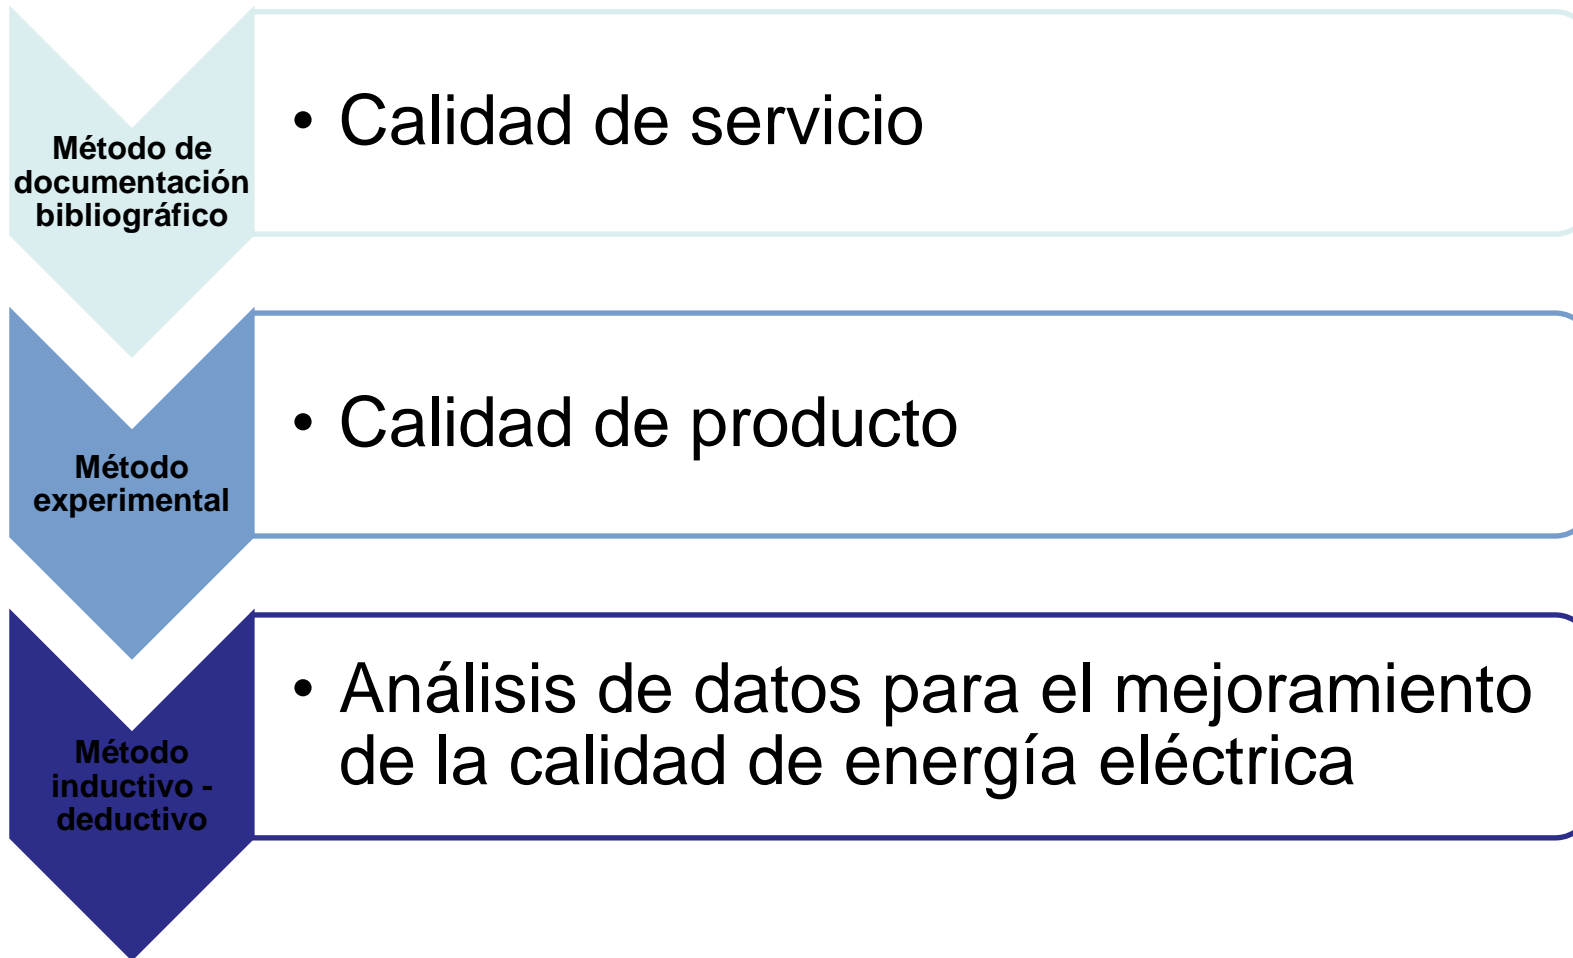 Método de
documentación
bibliográfico
• Calidad de servicio
Método
experimental
• Calidad de producto
Método
inductivo -
deductivo
• Análisis de datos para el mejoramiento
de la calidad de energía eléctrica